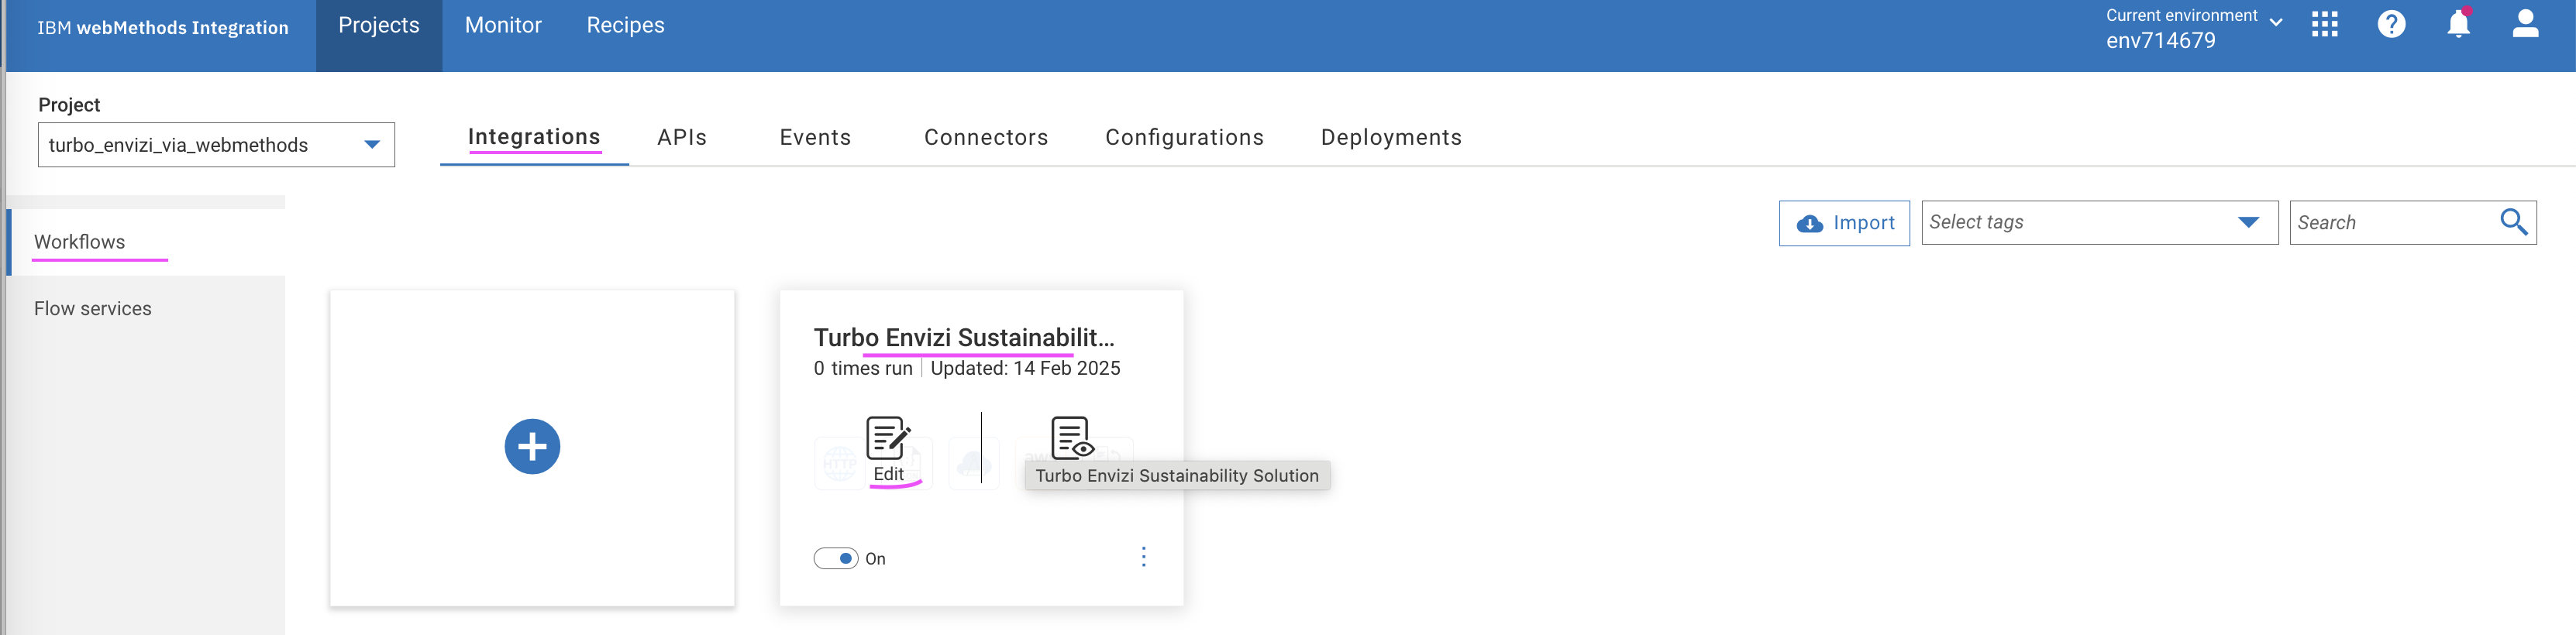 IBM webMethods Integration
Projects
Monitor
Recipes
Current environment
env714679
Project
turbo_envizi_via_webmethods
Integrations
APIs
Events
Connectors
Configurations
Deployments
Workflows
Flow services
Import
Select tags
Search
Turbo Envizi Sustainabilit...
0 times run | Updated: 14 Feb 2025
HTTP
Edit
Turbo Envizi Sustainability Solution
On